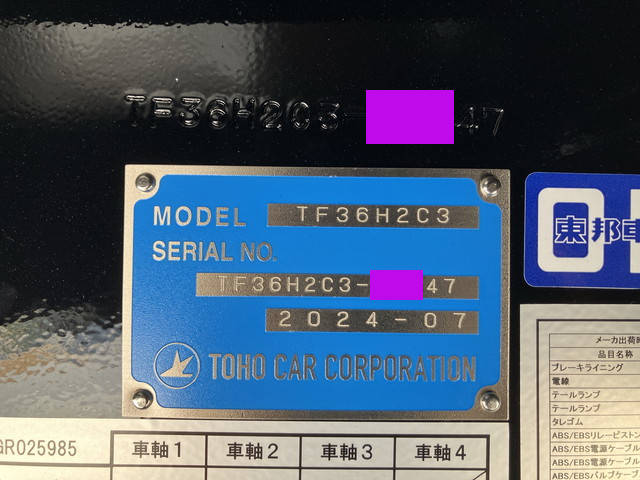 TF36H2C3- 47
MODEL TF36H2C3
SERIAL NO.
TF36H2C3- 47
2024-07
TOHO CAR CORPORATION
東邦車
メーカ出荷時
品目名称
ブレーキライニング
電線
テールランプ
テールランプ
タレゴム
ABS/EBSリレーピストン
ABS/EBS電源ケーブル
ABS/EBS電源ケーブル
ABS/EBSバルブケーブ
GR025985 車軸1 車軸2 車軸3 車軸4